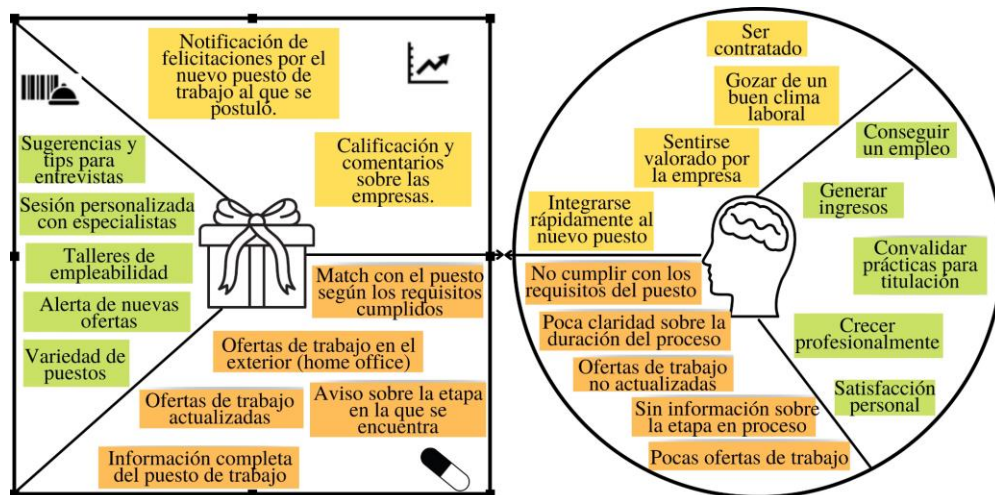 Notificación de
felicitaciones por el
nuevo puesto de
trabajo al que se
postuló.
Calificación y
comentarios
sobre las
empresas.
Sugerencias y
tips para
entrevistas
Sesión personalizada
con especialistas
Talleres de
empleabilidad
Alerta de nuevas
ofertas
Variedad de
puestos
Match con el puesto
según los requisitos
cumplidos
Ofertas de trabajo en el
exterior (home office)
Ofertas de trabajo
actualizadas
Aviso sobre la etapa
en la que se
encuentra
Información completa
del puesto de trabajo
Ser
contratado
Gozar de un
buen clima
laboral
Sentirse
valorado por
la empresa
Integrarse
rápidamente al
nuevo puesto
Conseguir
un empleo
Generar
ingresos
Convalidar
prácticas para
titulación
Crecer
profesionalmente
Satisfacción
personal
No cumplir con los
requisitos del puesto
Poca claridad sobre la
duración del proceso
Ofertas de trabajo
no actualizadas
Sin información sobre
la etapa en proceso
Pocas ofertas de trabajo